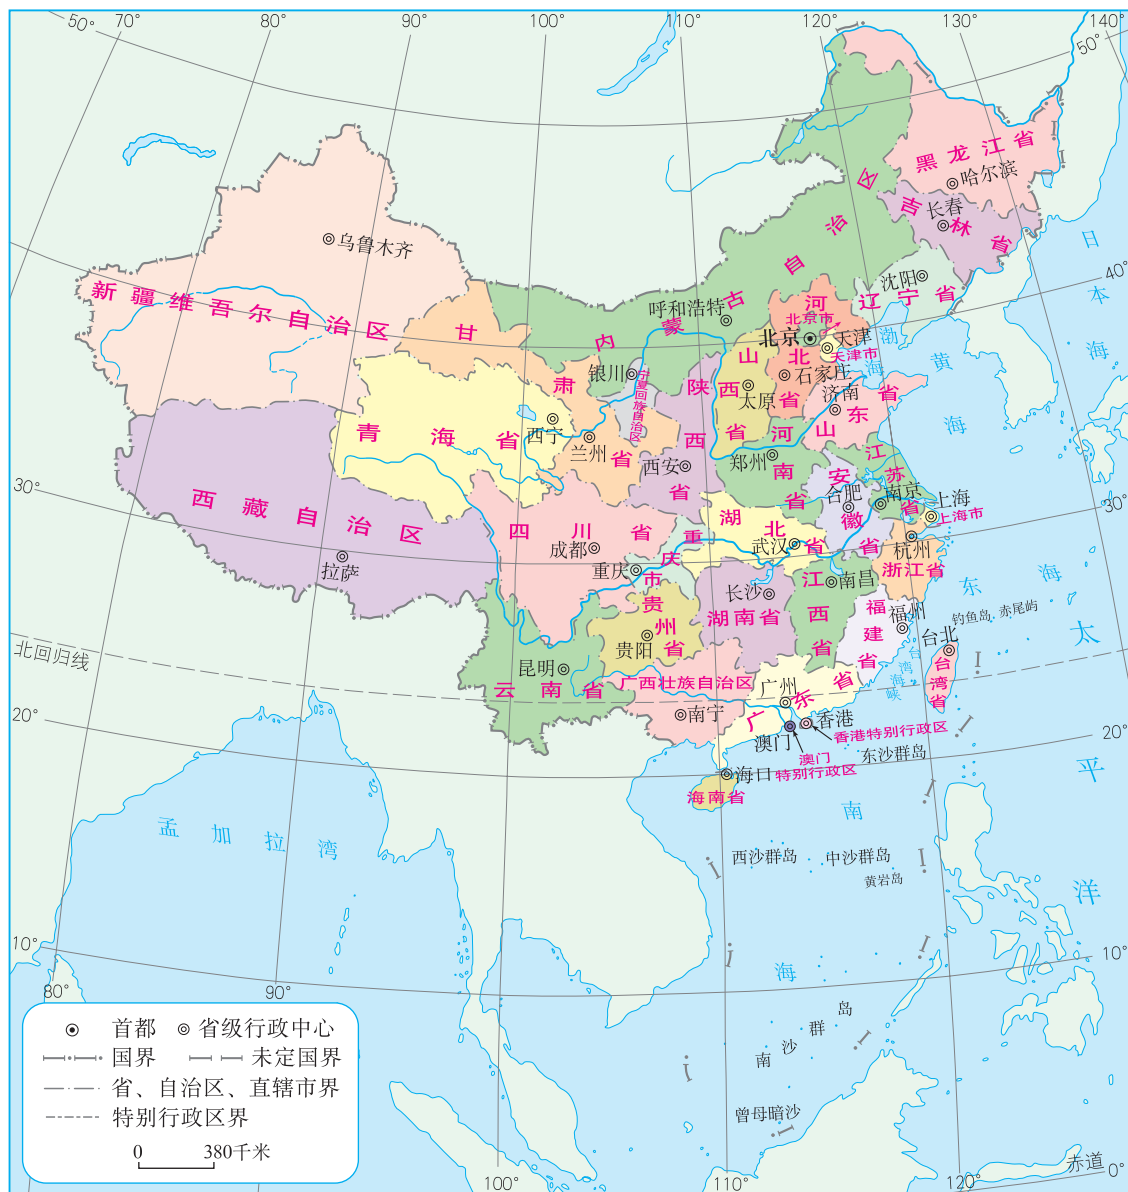 50°
70°
80°
90°
100°
110°
120°
130°
140°
50°
黑龙江省
哈尔滨
吉林省
长春
辽宁省
沈阳
内蒙古自治区
呼和浩特
新疆维吾尔自治区
乌鲁木齐
甘肃省
兰州
青海省
西宁
宁夏回族自治区
银川
陕西省
西安
山西省
太原
河北省
石家庄
北京市
北京
天津
天津市
山东省
济南
河南省
郑州
江苏省
南京
安徽省
合肥
上海
上海市
浙江省
杭州
西藏自治区
拉萨
四川省
成都
重庆市
重庆
湖北省
武汉
湖南省
长沙
江西省
南昌
福建省
福州
台湾省
台北
贵州省
贵阳
云南省
昆明
广西壮族自治区
南宁
广东省
广州
香港
香港特别行政区
澳门
澳门
特别行政区
海南省
海口
日本海
渤海
黄海
东海
钓鱼岛
赤尾屿
台湾海峡
太平洋
南海
孟加拉湾
东沙群岛
西沙群岛
中沙群岛
黄岩岛
南沙群岛
曾母暗沙
北回归线
赤道
40°
30°
30°
20°
20°
10°
10°
0°
80°
90°
100°
110°
120°
首都
省级行政中心
国界
未定国界
省、自治区、直辖市界
特别行政区界
0 380千米